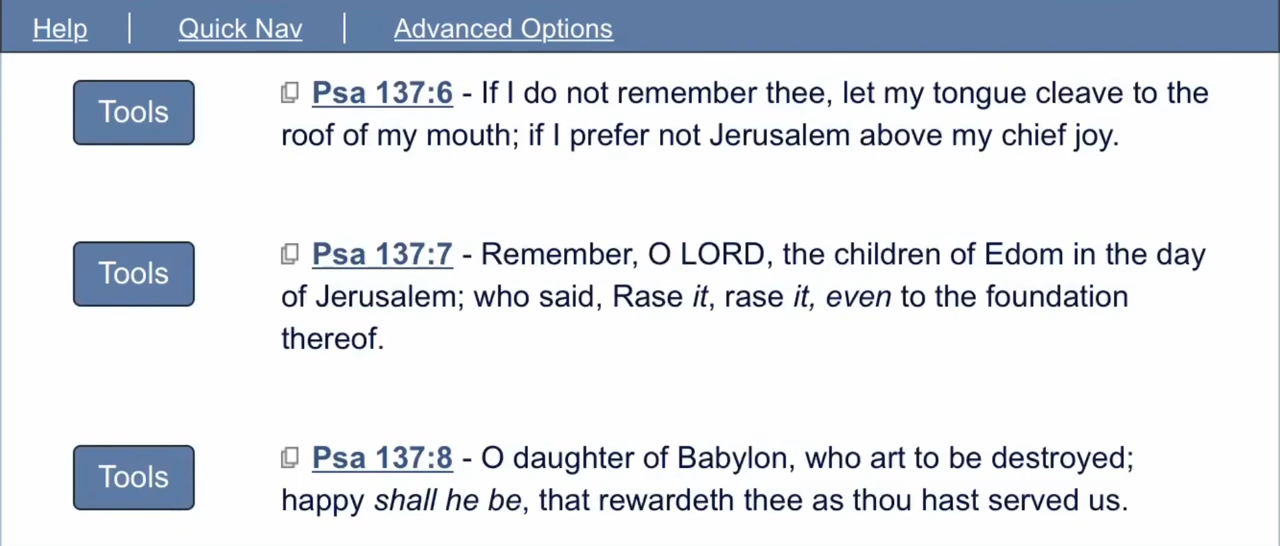 Help | Quick Nav | Advanced Options
Tools
Psa 137:6 - If I do not remember thee, let my tongue cleave to the
roof of my mouth; if I prefer not Jerusalem above my chief joy.
Tools
Psa 137:7 - Remember, O LORD, the children of Edom in the day
of Jerusalem; who said, Rase it, rase it, even to the foundation
thereof.
Tools
Psa 137:8 - O daughter of Babylon, who art to be destroyed;
happy shall he be, that rewardeth thee as thou hast served us.